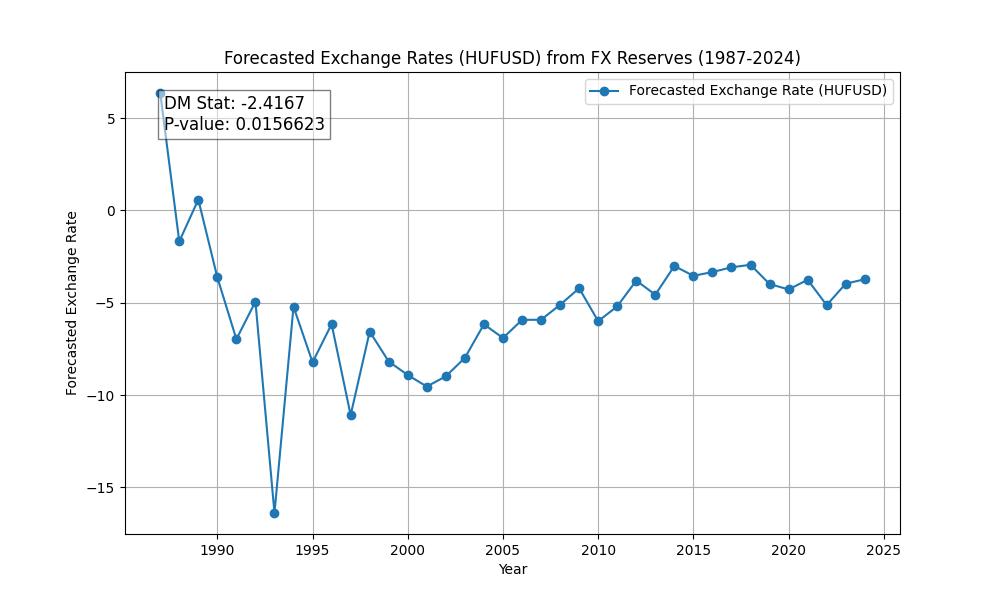 Forecasted Exchange Rates (HUFUSD) from FX Reserves (1987-2024)
DM Stat: -2.4167
P-value: 0.0156623
Forecasted Exchange Rate (HUFUSD)
Forecasted Exchange Rate
5
0
−5
−10
−15
1990
1995
2000
2005
2010
2015
2020
2025
Year